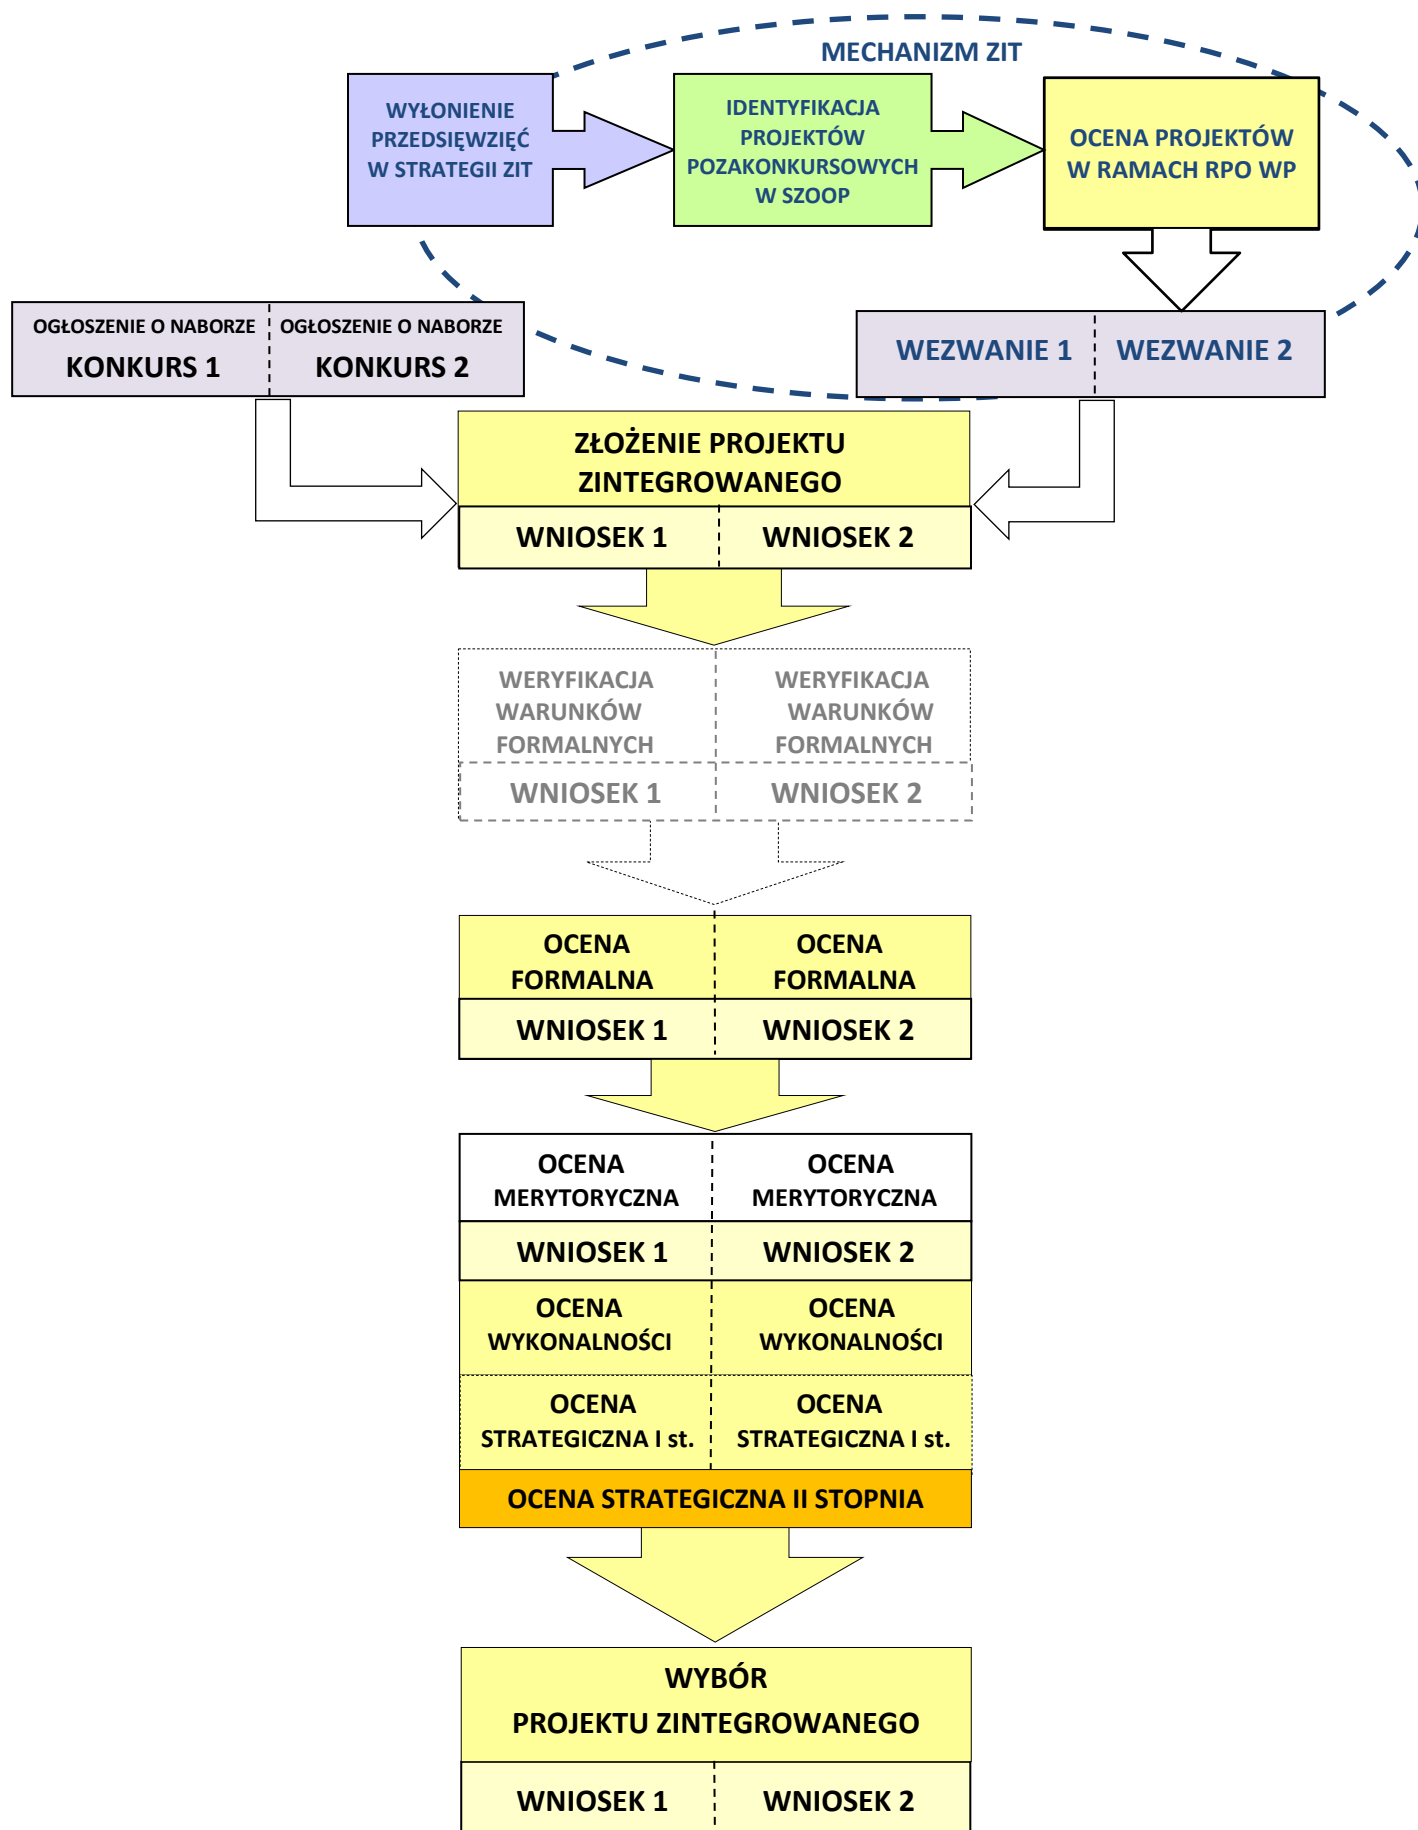 MECHANIZM ZIT
WYŁONIENIE
PRZEDSIĘWZIĘĆ
W STRATEGII ZIT
IDENTYFIKACJA
PROJEKTÓW
POZAKONKURSOWYCH
W SZOOP
OCENA PROJEKTÓW
W RAMACH RPO WP
OGŁOSZENIE O NABORZE
KONKURS 1
OGŁOSZENIE O NABORZE
KONKURS 2
WEZWANIE 1
WEZWANIE 2
ZŁOŻENIE PROJEKTU
ZINTEGROWANEGO
WNIOSEK 1
WNIOSEK 2
WERYFIKACJA
WARUNKÓW
FORMALNYCH
WERYFIKACJA
WARUNKÓW
FORMALNYCH
WNIOSEK 1
WNIOSEK 2
OCENA
FORMALNA
OCENA
FORMALNA
WNIOSEK 1
WNIOSEK 2
OCENA
MERYTORYCZNA
OCENA
MERYTORYCZNA
WNIOSEK 1
WNIOSEK 2
OCENA
WYKONALNOŚCI
OCENA
WYKONALNOŚCI
OCENA
STRATEGICZNA I st.
OCENA
STRATEGICZNA I st.
OCENA STRATEGICZNA II STOPNIA
WYBÓR
PROJEKTU ZINTEGROWANEGO
WNIOSEK 1
WNIOSEK 2